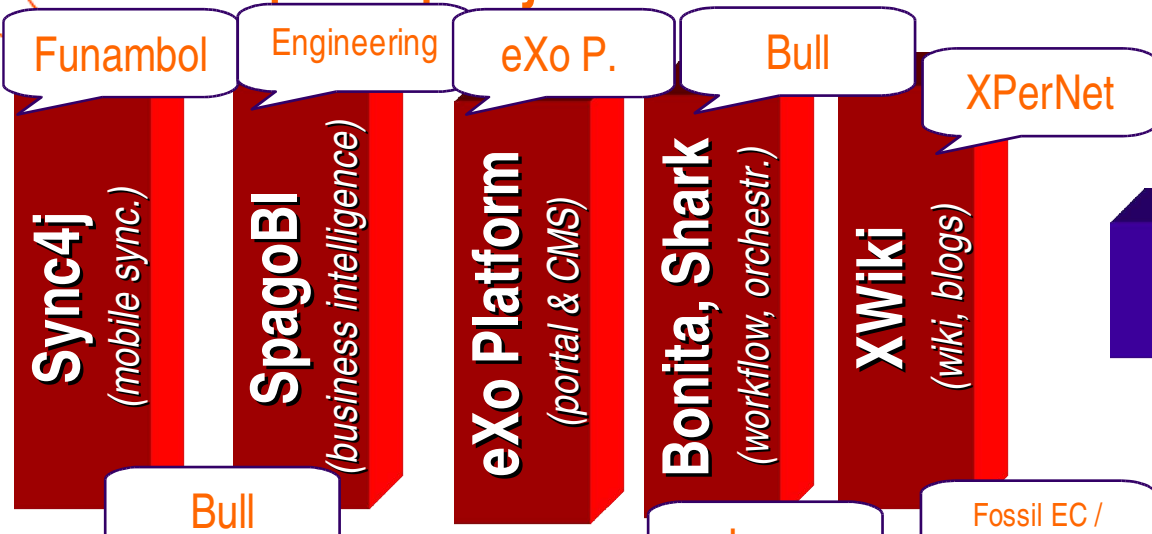 Funambol
Engineering
eXo P.
Bull
XPerNet
Sync4j
(mobile sync.)
SpagoBI
(business intelligence)
eXo Platform
(portal & CMS)
Bonita, Shark
(workflow, orchestr.)
XWiki
(wiki, blogs)
Bull
Fossil EC /